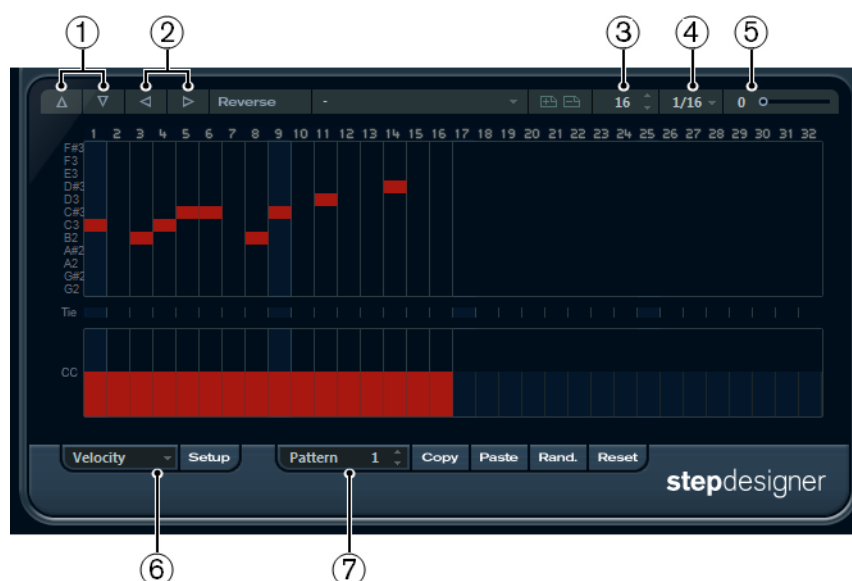 1 2 3 4 5
Reverse - 16 1/16 0
1 2 3 4 5 6 7 8 9 10 11 12 13 14 15 16 17 18 19 20 21 22 23 24 25 26 27 28 29 30 31 32
F#3
F3
E3
D#3
D3
C#3
C3
B2
A#2
A2
G#2
G2
Tie
CC
Velocity Setup Pattern 1 Copy Paste Rand. Reset
stepdesigner
6 7